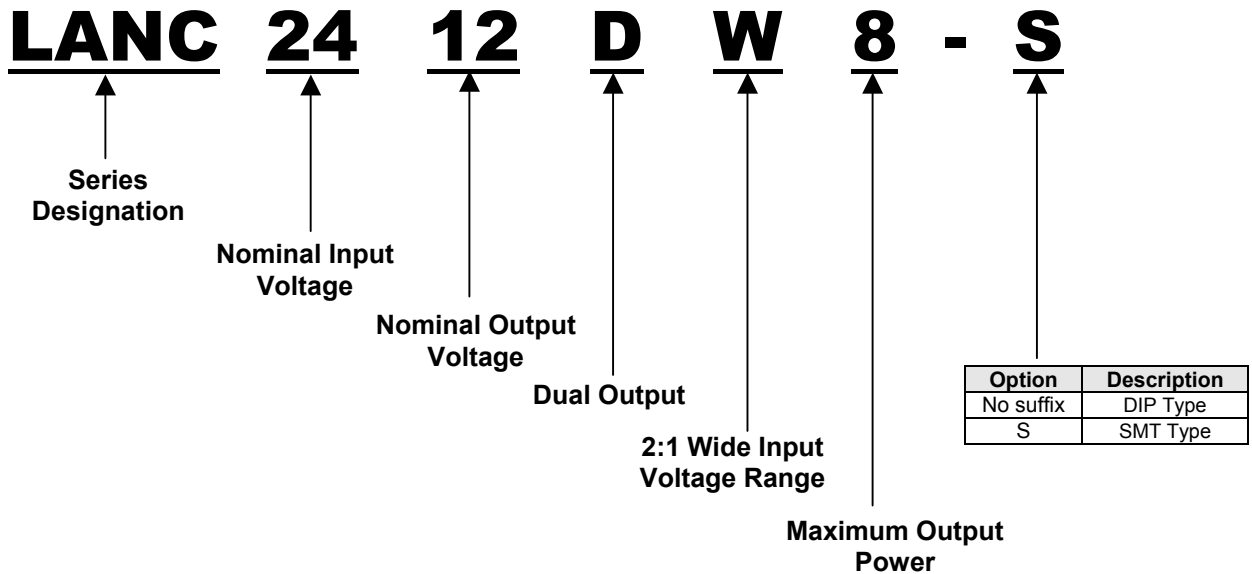 LANC 24 12 D W 8 - S
Series
Designation
Nominal Input
Voltage
Nominal Output
Voltage
Dual Output
2:1 Wide Input
Voltage Range
Maximum Output
Power
Option Description
No suffix DIP Type
S SMT Type